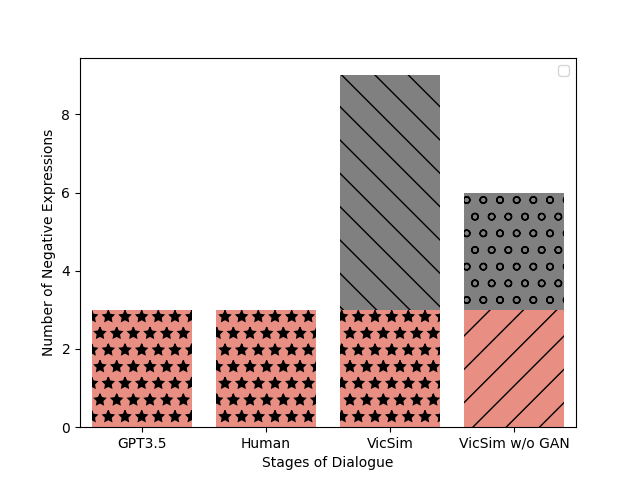 Number of Negative Expressions
8
6
4
2
0
GPT3.5
Human
VicSim
VicSim w/o GAN
Stages of Dialogue